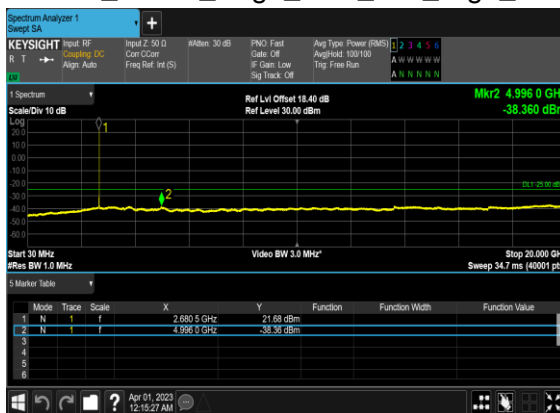 Spectrum Analyzer 1
Swept SA
+
KEYSIGHT Input: RF Input Z: 50 Ω #Atten: 30 dB PNO: Fast Avg Type: Power (RMS) 1 2 3 4 5 6
R T Coupling: DC Corr CCorr Gate: Off Avg|Hold: 100/100 A W W W W W
Align: Auto Freq Ref: Int (S) IF Gain: Low Trig: Free Run A N N N N N
LU Sig Track: Off
1 Spectrum Ref Lvl Offset 18.40 dB Mkr2 4.996 0 GH
Scale/Div 10 dB Ref Level 30.00 dBm -38.360 dB
Log
20.0
10.0
0.00
-10.0
-20.0
-30.0
-40.0
-50.0
-60.0
1
2
DL1 -25.00 dB
Start 30 MHz Video BW 3.0 MHz* Stop 20.000 GH
#Res BW 1.0 MHz Sweep 34.7 ms (40001 pt
5 Marker Table
Mode Trace Scale X Y Function Function Width Function Value
1 N 1 f 2.680 5 GHz 21.68 dBm
2 N 1 f 4.996 0 GHz -38.36 dBm
3
4
5
6
? Apr 01, 2023
12:15:27 AM